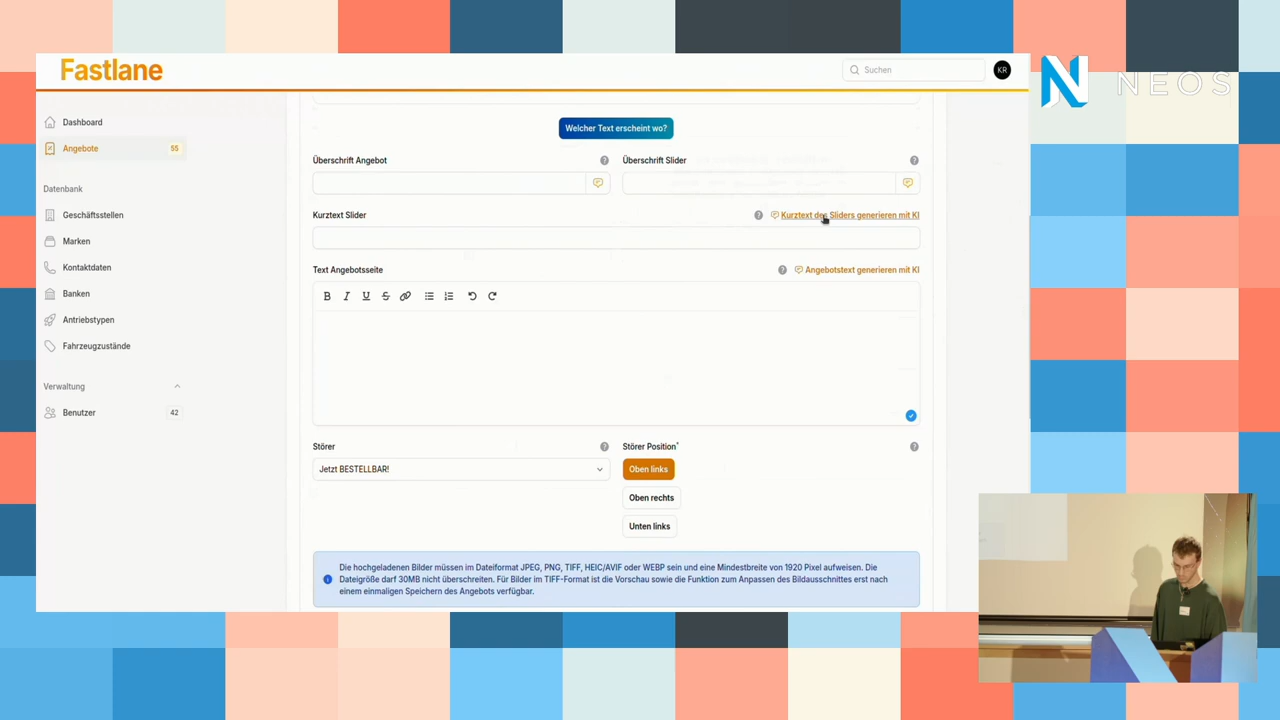 Fastlane
Suchen
KR
NEOS
Dashboard
Angebote 55
Datenbank
Geschäftsstellen
Marken
Kontaktdaten
Banken
Antriebstypen
Fahrzeugzustände
Verwaltung
Benutzer 42
Welcher Text erscheint wo?
Überschrift Angebot
Überschrift Slider
Kurztext Slider
Kurztext des Sliders generieren mit KI
Text Angebotsseite
Angebotstext generieren mit KI
Störer
Störer Position*
Jetzt BESTELLBAR!
Oben links
Oben rechts
Unten links
Die hochgeladenen Bilder müssen im Dateiformat JPEG, PNG, TIFF, HEIC/AVIF oder WEBP sein und eine Mindestbreite von 1920 Pixel aufweisen. Die
Dateigröße darf 30MB nicht überschreiten. Für Bilder im TIFF-Format ist die Vorschau sowie die Funktion zum Anpassen des Bildausschnittes erst nach
einem einmaligen Speichern des Angebots verfügbar.